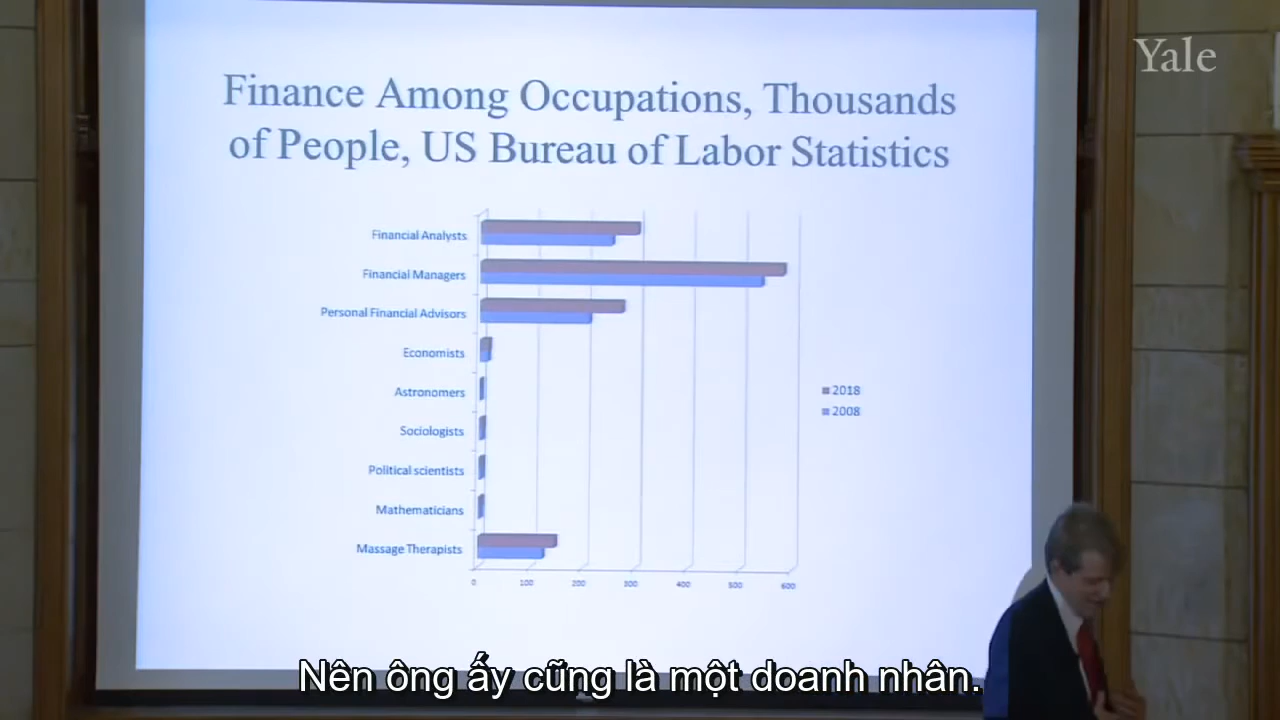 Yale
Finance Among Occupations, Thousands
of People, US Bureau of Labor Statistics
Financial Analysts
Financial Managers
Personal Financial Advisors
Economists
Astronomers
Sociologists
Political scientists
Mathematicians
Massage Therapists
2018
2008
0 100 200 300 400 500 600
Nên ông ấy cũng là một doanh nhân.